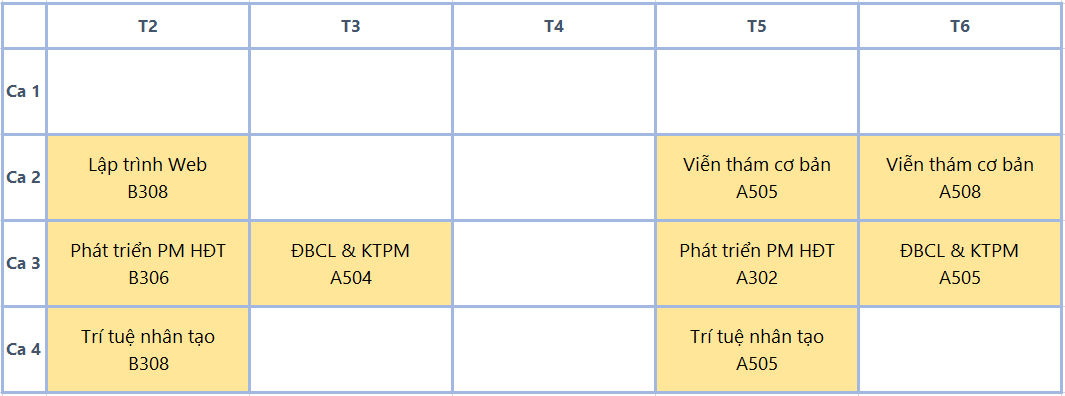 T2
T3
T4
T5
T6
Ca 1
Ca 2
Lập trình Web
B308
Viễn thám cơ bản
A505
Viễn thám cơ bản
A508
Ca 3
Phát triển PM HĐT
B306
ĐBCL & KTPM
A504
Phát triển PM HĐT
A302
ĐBCL & KTPM
A505
Ca 4
Trí tuệ nhân tạo
B308
Trí tuệ nhân tạo
A505